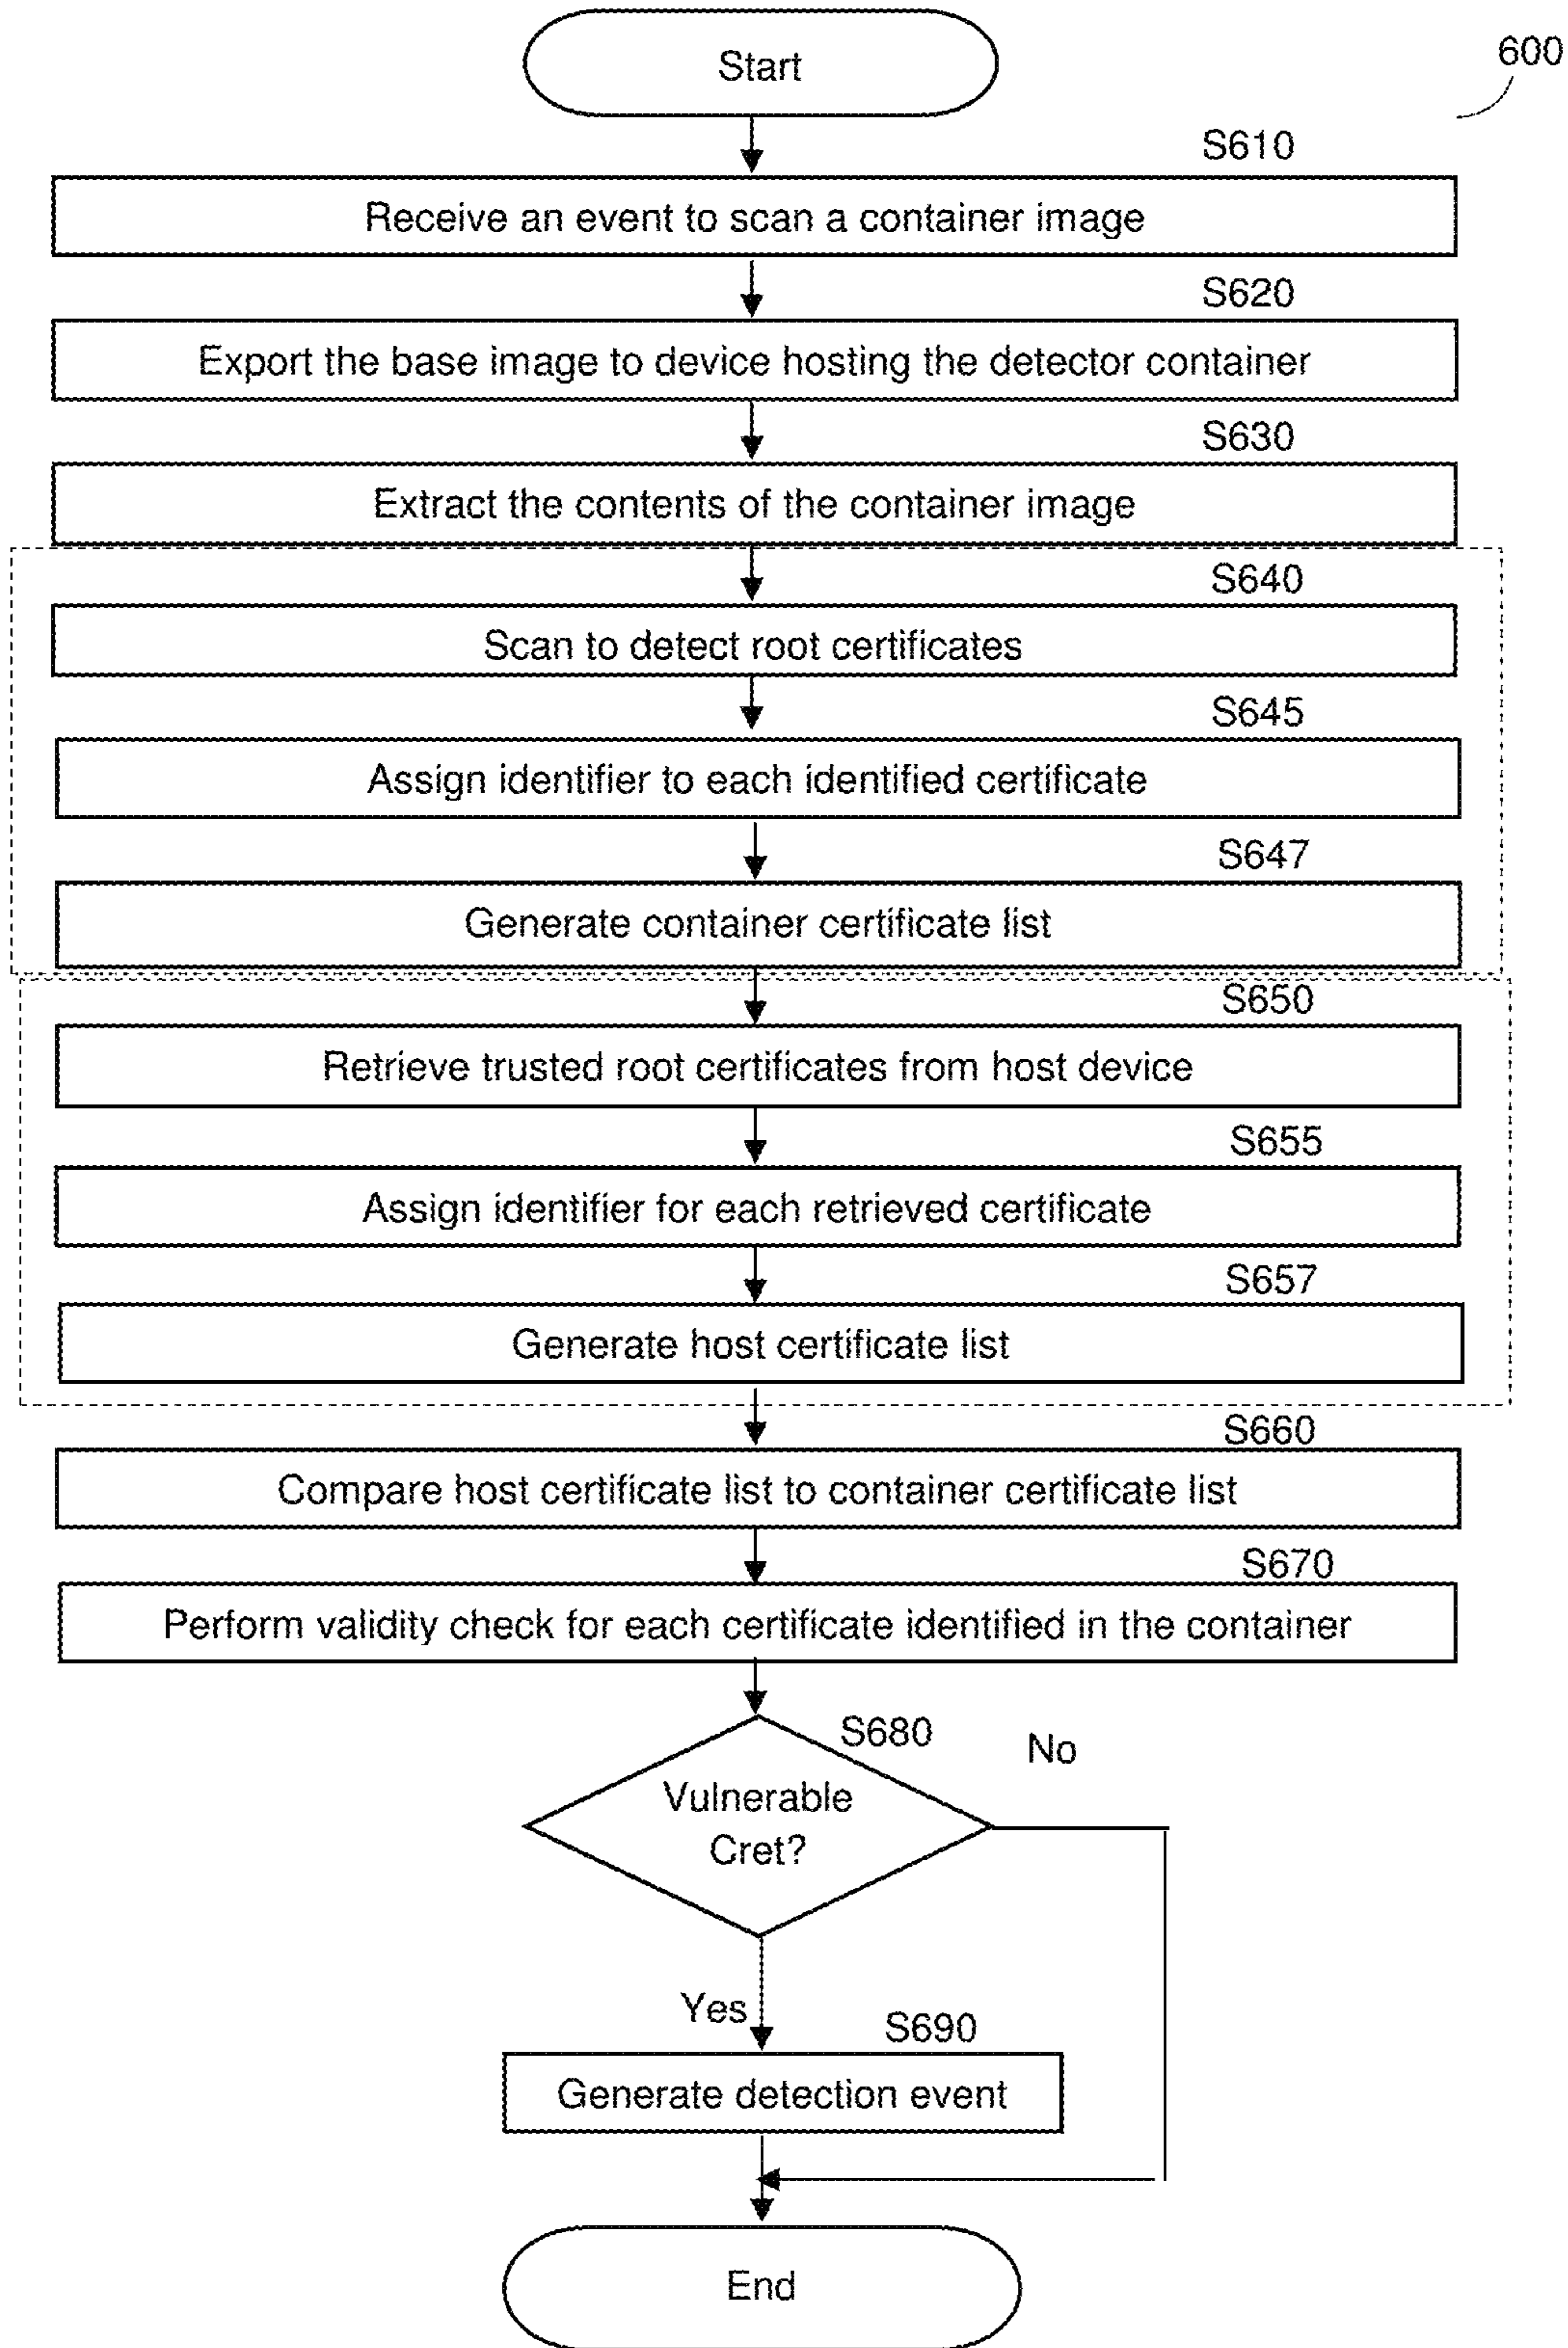 Start
600
S610
Receive an event to scan a container image
S620
Export the base image to device hosting the detector container
S630
Extract the contents of the container image
S640
Scan to detect root certificates
S645
Assign identifier to each identified certificate
S647
Generate container certificate list
S650
Retrieve trusted root certificates from host device
S655
Assign identifier for each retrieved certificate
S657
Generate host certificate list
S660
Compare host certificate list to container certificate list
S670
Perform validity check for each certificate identified in the container
S680
No
Vulnerable
Cret?
Yes
S690
Generate detection event
End